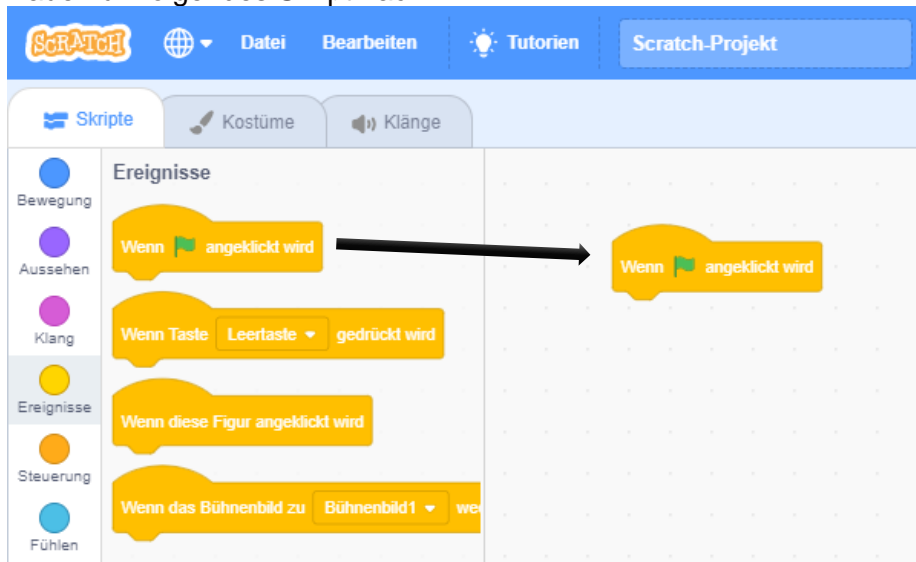 SCRATCH Datei Bearbeiten Tutorien Scratch-Projekt
Skripte Kostüme Klänge
Bewegung
Aussehen
Klang
Ereignisse
Steuerung
Fühlen
Ereignisse
Wenn angeklickt wird
Wenn Taste Leertaste gedrückt wird
Wenn diese Figur angeklickt wird
Wenn das Bühnenbild zu Bühnenbild1
Wenn angeklickt wird